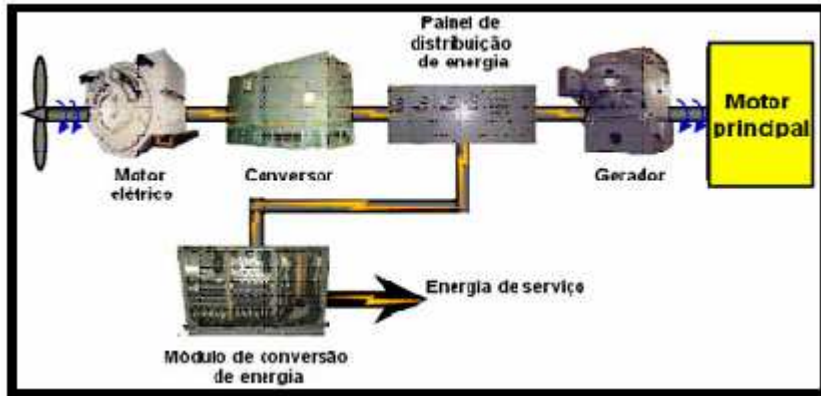 Painel de
distribuição
de energia
Motor
principal
Motor
elétrico
Conversor
Gerador
Energia de serviço
Módulo de conversão
de energia